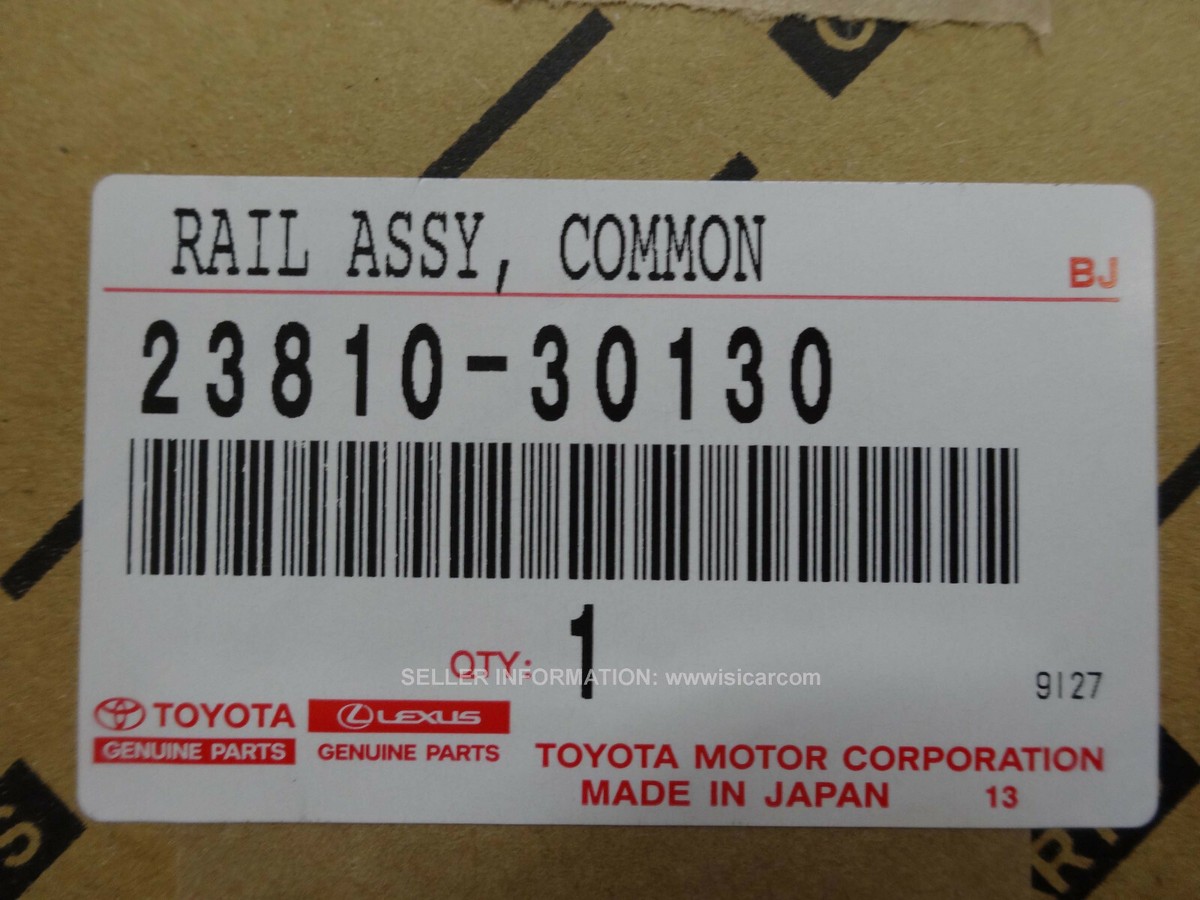 RAIL ASSY, COMMON
BJ
23810-30130
QTY: 1
SELLER INFORMATION: wwwisicarcom
9127
TOYOTA
GENUINE PARTS
LEXUS
GENUINE PARTS
TOYOTA MOTOR CORPORATION
MADE IN JAPAN 13